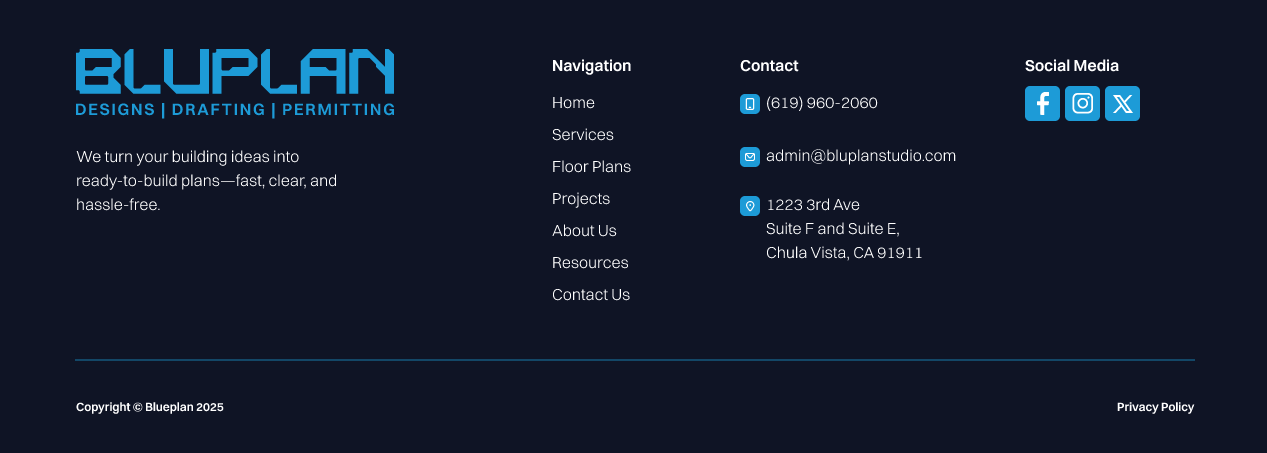 BLUPLAN
DESIGNS | DRAFTING | PERMITTING
We turn your building ideas into
ready-to-build plans—fast, clear, and
hassle-free.
Navigation
Home
Services
Floor Plans
Projects
About Us
Resources
Contact Us
Contact
(619) 960-2060
admin@bluplanstudio.com
1223 3rd Ave
Suite F and Suite E,
Chula Vista, CA 91911
Social Media
Copyright © Blueplan 2025
Privacy Policy